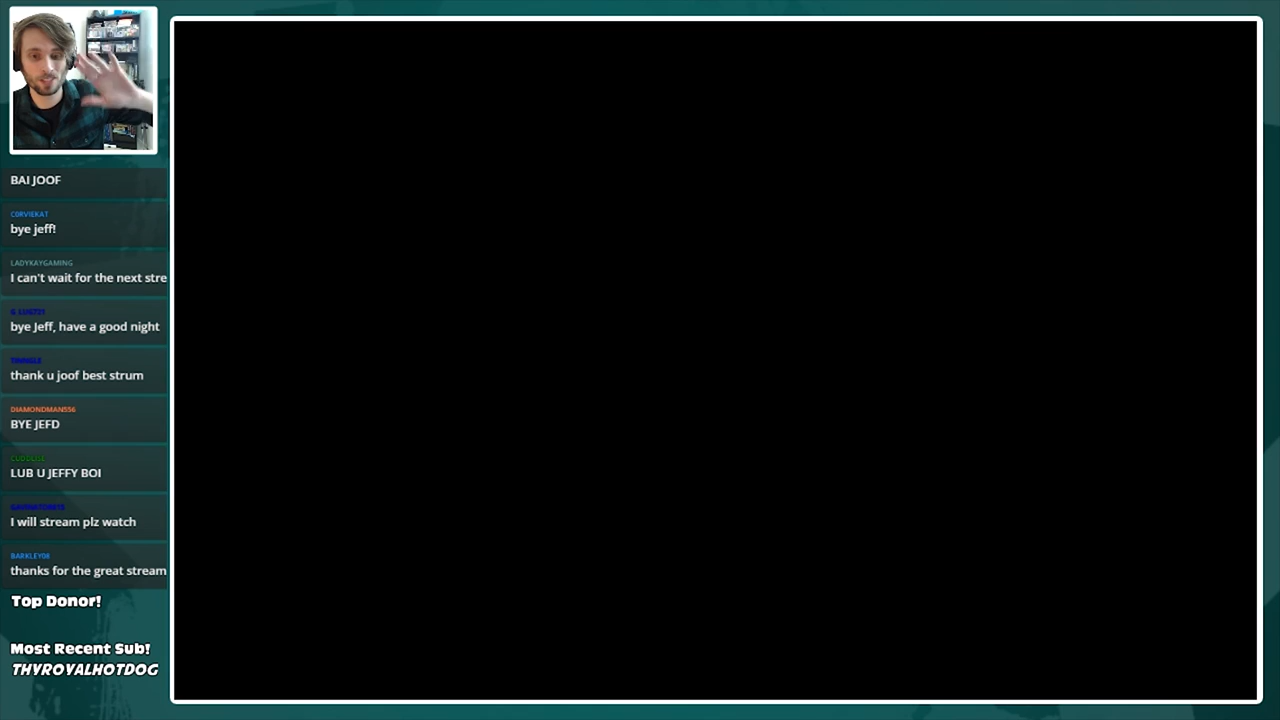 BAI JOOF
C0RVIEKAT
bye jeff!
LADYKAYGAMING
I can't wait for the next stre
bye Jeff, have a good night
thank u joof best strum
DIAMONDMAN556
BYE JEFD
LUB U JEFFY BOI
I will stream plz watch
BARKLEY08
thanks for the great stream
Top Donor!
Most Recent Sub!
THYROYALHOTDOG